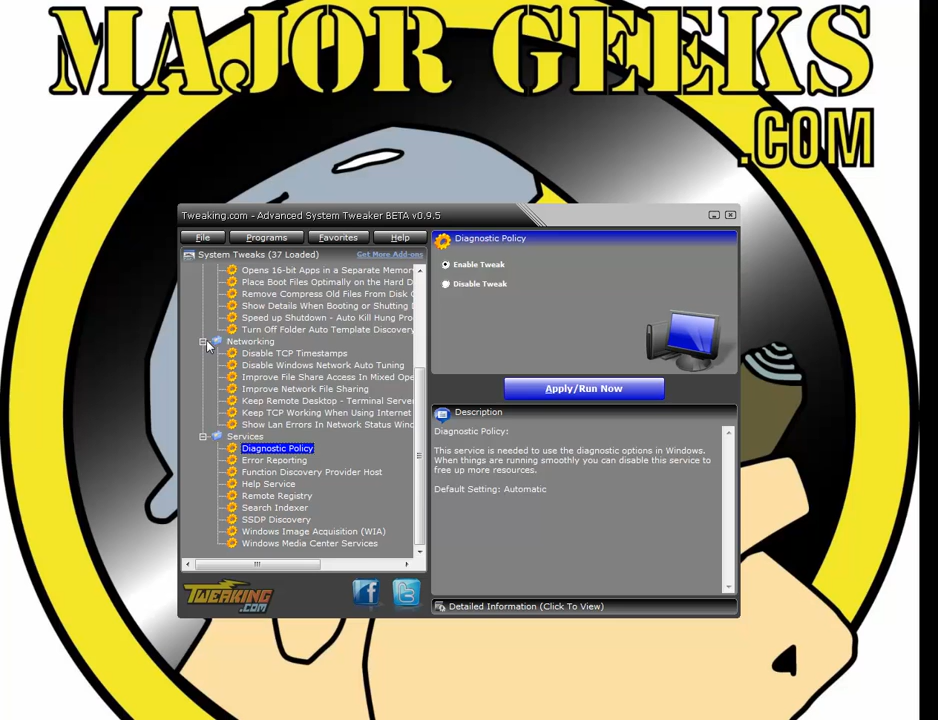 MAJOR GEEKS
.COM
Tweaking.com - Advanced System Tweaker BETA v0.9.5
File Programs Favorites Help
System Tweaks (37 Loaded) Get More Add-ons
Opens 16-bit Apps in a Separate Memor
Place Boot Files Optimally on the Hard D
Remove Compress Old Files From Disk C
Show Details When Booting or Shutting I
Speed up Shutdown - Auto Kill Hung Pro
Turn Off Folder Auto Template Discovery
Networking
Disable TCP Timestamps
Disable Windows Network Auto Tuning
Improve File Share Access In Mixed Ope
Improve Network File Sharing
Keep Remote Desktop - Terminal Server
Keep TCP Working When Using Internet
Show Lan Errors In Network Status Wind
Services
Diagnostic Policy
Error Reporting
Function Discovery Provider Host
Help Service
Remote Registry
Search Indexer
SSDP Discovery
Windows Image Acquisition (WIA)
Windows Media Center Services
TWEAKING
.COM
Diagnostic Policy
Enable Tweak
Disable Tweak
Apply/Run Now
Description
Diagnostic Policy:
This service is needed to use the diagnostic options in Windows.
When things are running smoothly you can disable this service to
free up more resources.
Default Setting: Automatic
Detailed Information (Click To View)